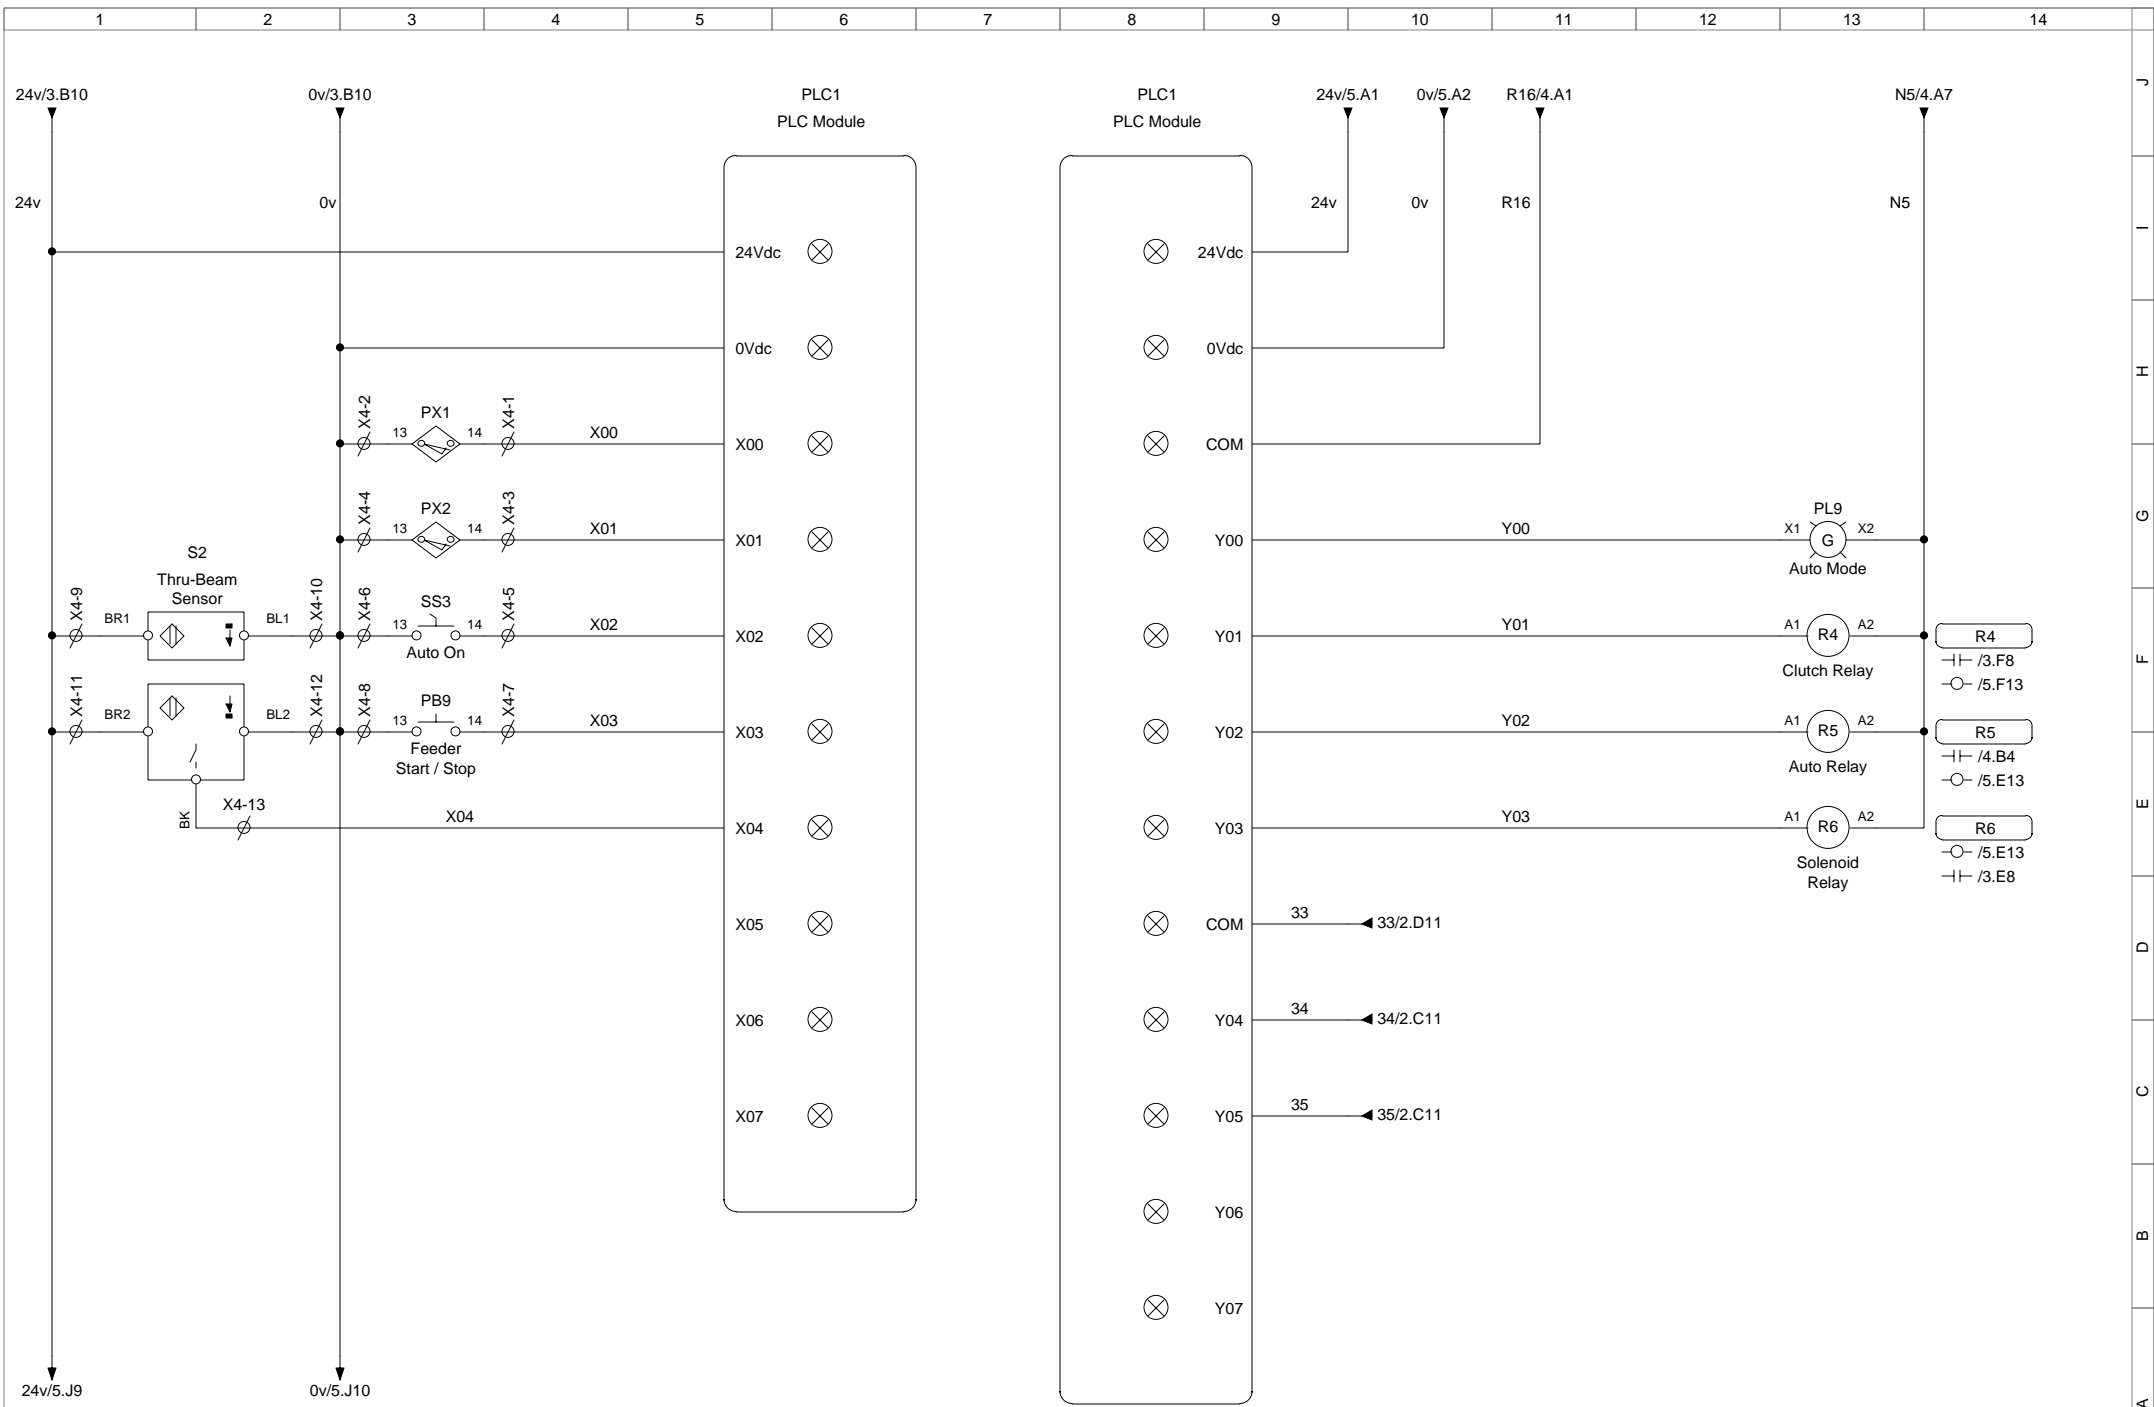 1 2 3 4 5 6 7 8 9 10 11 12 13 14
J
24v/3.B10 0v/3.B10 PLC1 PLC1 24v/5.A1 0v/5.A2 R16/4.A1 N5/4.A7
PLC Module PLC Module
24v 0v 24v 0v R16 N5
I
24Vdc 24Vdc
0Vdc 0Vdc
H
X4-2 PX1 X4-1
13 14 X00
X00 COM
X4-4 PX2 X4-3 PL9
13 14 X01 Y00 X1 X2
G
X01 Y00 G
Auto Mode
S2
Thru-Beam
Sensor
X4-9 X4-10 X4-6 SS3 X4-5
BR1 BL1 13 14 X02 Y01 A1 A2
X02 Y01 R4 R4
Auto On
F
/3.F8
Clutch Relay
/5.F13
X4-11 X4-12 X4-8 PB9 X4-7
BR2 BL2 13 14 X03 Y02 A1 A2
X03 Y02 R5 R5
Feeder
Start / Stop
/4.B4
Auto Relay
/5.E13
E
X4-13
BK X04 Y03 A1 A2
X04 Y03 R6 R6
/5.E13
Solenoid
Relay
/3.E8
33
X05 COM 33/2.D11
D
34
X06 Y04 34/2.C11
C
35
X07 Y05 35/2.C11
Y06
B
Y07
24v/5.J9 0v/5.J10
A